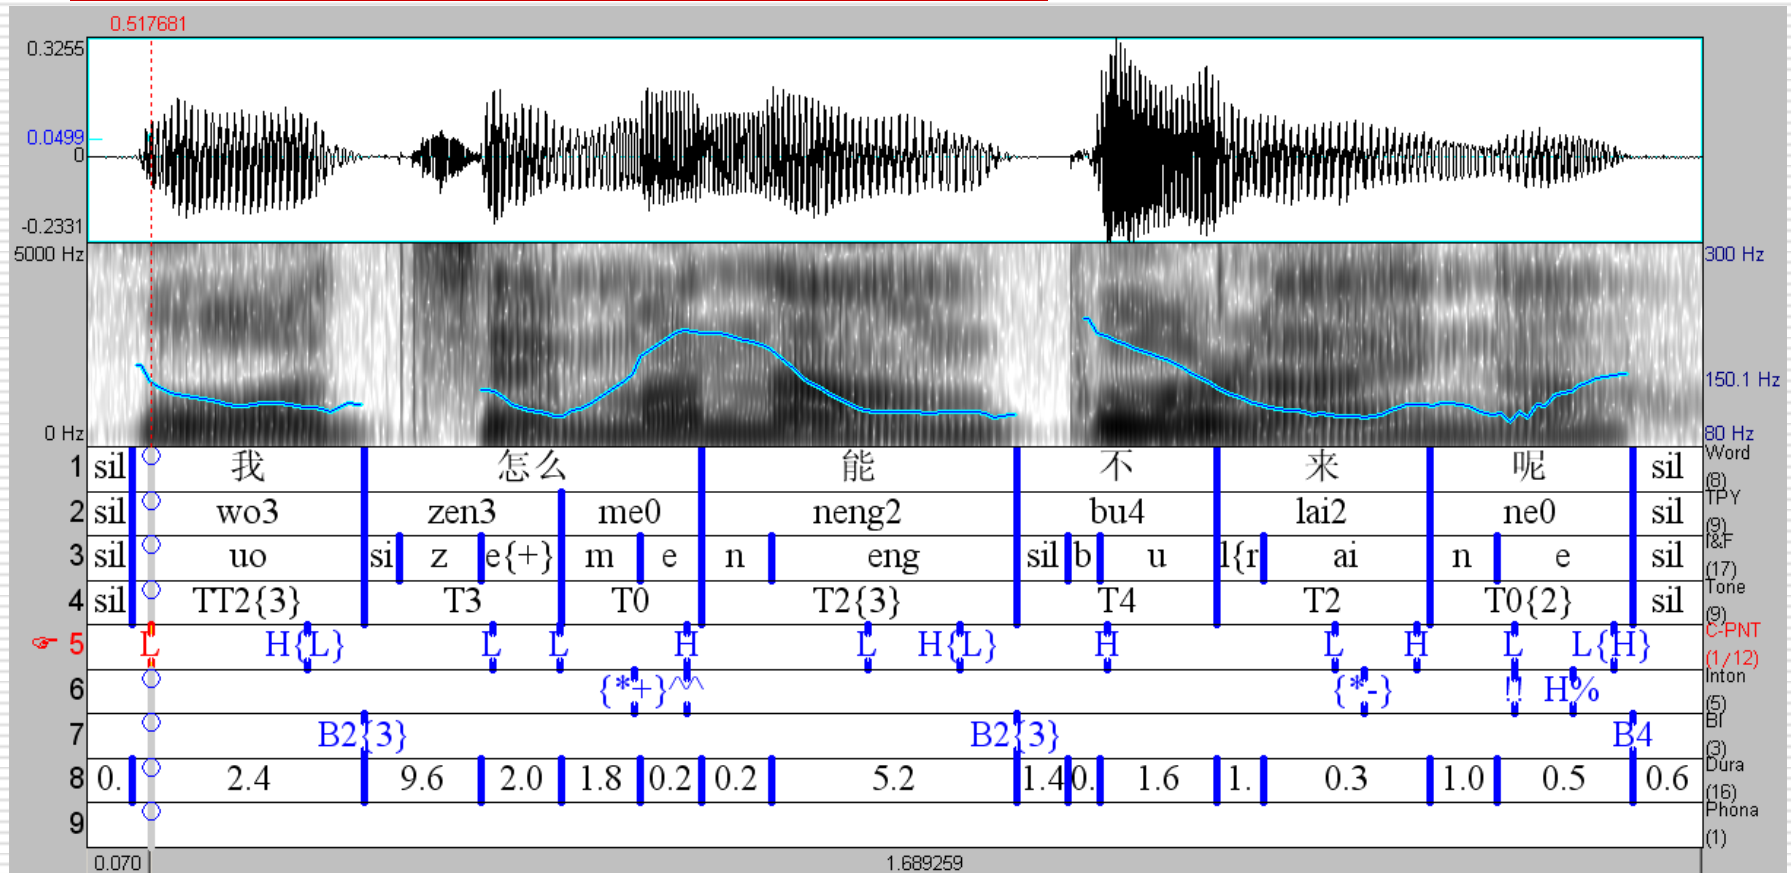 0.517681
0.3255
0.0499
0
-0.2331
5000 Hz 300 Hz
150.1 Hz
0 Hz 80 Hz
1 sil 我 怎么 能 不 来 呢 sil Word (8)
2 sil wo3 zen3 me0 neng2 bu4 lai2 ne0 sil TPY (9)
3 sil uo si z e{+} m e n eng sil b u l{r ai n e sil I&F (17)
4 sil TT2{3} T3 T0 T2{3} T4 T2 T0{2} sil Tone (9)
5 L H{L} L L H L H{L} H L H L L{H} C-PNT (1/12)
6 {*+}^^ {*-} !! H% Inton (5)
7 B2{3} B2{3} B4 BI (3)
8 0. 2.4 9.6 2.0 1.8 0.2 0.2 5.2 1.4 0. 1.6 1. 0.3 1.0 0.5 0.6 Dura (16)
9 Phona (1)
0.070 1.689259